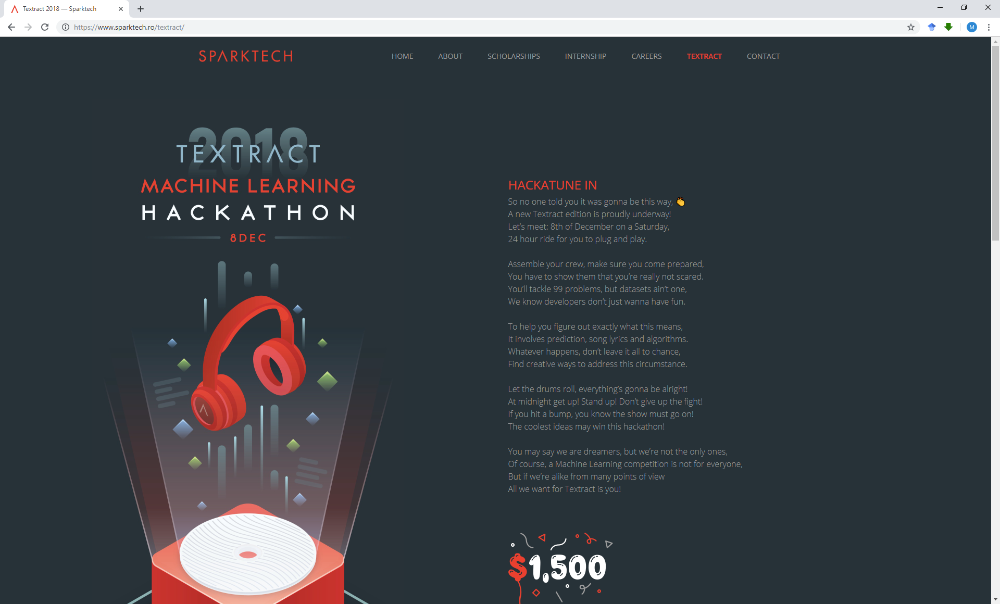 Textract 2018 — Sparktech
https://www.sparktech.ro/textract/
M
SPARKTECH
HOME
ABOUT
SCHOLARSHIPS
INTERNSHIP
CAREERS
TEXTRACT
CONTACT
2018
TEXTRACT
MACHINE LEARNING
HACKATHON
8DEC
HACKATUNE IN
So no one told you it was gonna be this way, 👏
A new Textract edition is proudly underway!
Let’s meet: 8th of December on a Saturday,
24 hour ride for you to plug and play.
Assemble your crew, make sure you come prepared,
You have to show them that you’re really not scared.
You’ll tackle 99 problems, but datasets ain’t one,
We know developers don’t just wanna have fun.
To help you figure out exactly what this means,
It involves prediction, song lyrics and algorithms.
Whatever happens, don’t leave it all to chance,
Find creative ways to address this circumstance.
Let the drums roll, everything’s gonna be alright!
At midnight get up! Stand up! Don’t give up the fight!
If you hit a bump, you know the show must go on!
The coolest ideas may win this hackathon!
You may say we are dreamers, but we’re not the only ones,
Of course, a Machine Learning competition is not for everyone,
But if we’re alike from many points of view
All we want for Textract is you!
$1,500